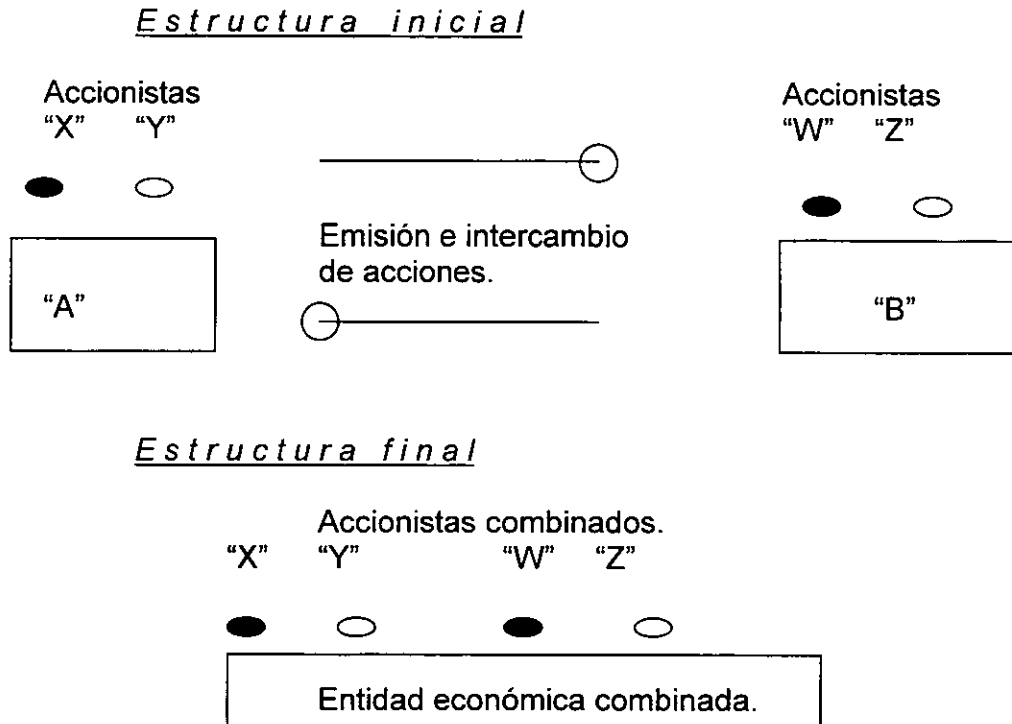 Estructura inicial
Accionistas
"X" "Y"
Accionistas
"W" "Z"
Emisión e intercambio
de acciones.
"A"
"B"
Estructura final
Accionistas combinados.
"X" "Y" "W" "Z"
Entidad económica combinada.